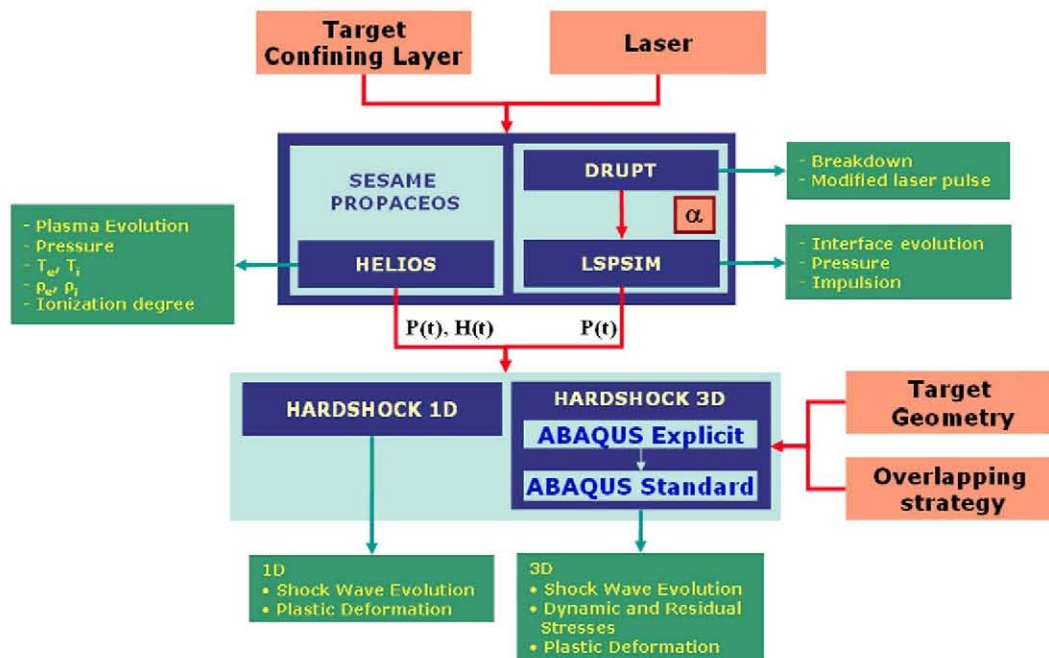 Target
Confining Layer
Laser
SESAME
PROPACEOS
HELIOS
DRUPT
α
LSPSIM
- Breakdown
- Modified laser pulse
- Plasma Evolution
- Pressure
- Te, Ti
- ρe, ρi
- Ionization degree
- Interface evolution
- Pressure
- Impulsion
P(t), H(t)
P(t)
HARDSHOCK 1D
HARDSHOCK 3D
ABAQUS Explicit
ABAQUS Standard
Target
Geometry
Overlapping
strategy
1D
• Shock Wave Evolution
• Plastic Deformation
3D
• Shock Wave Evolution
• Dynamic and Residual
Stresses
• Plastic Deformation